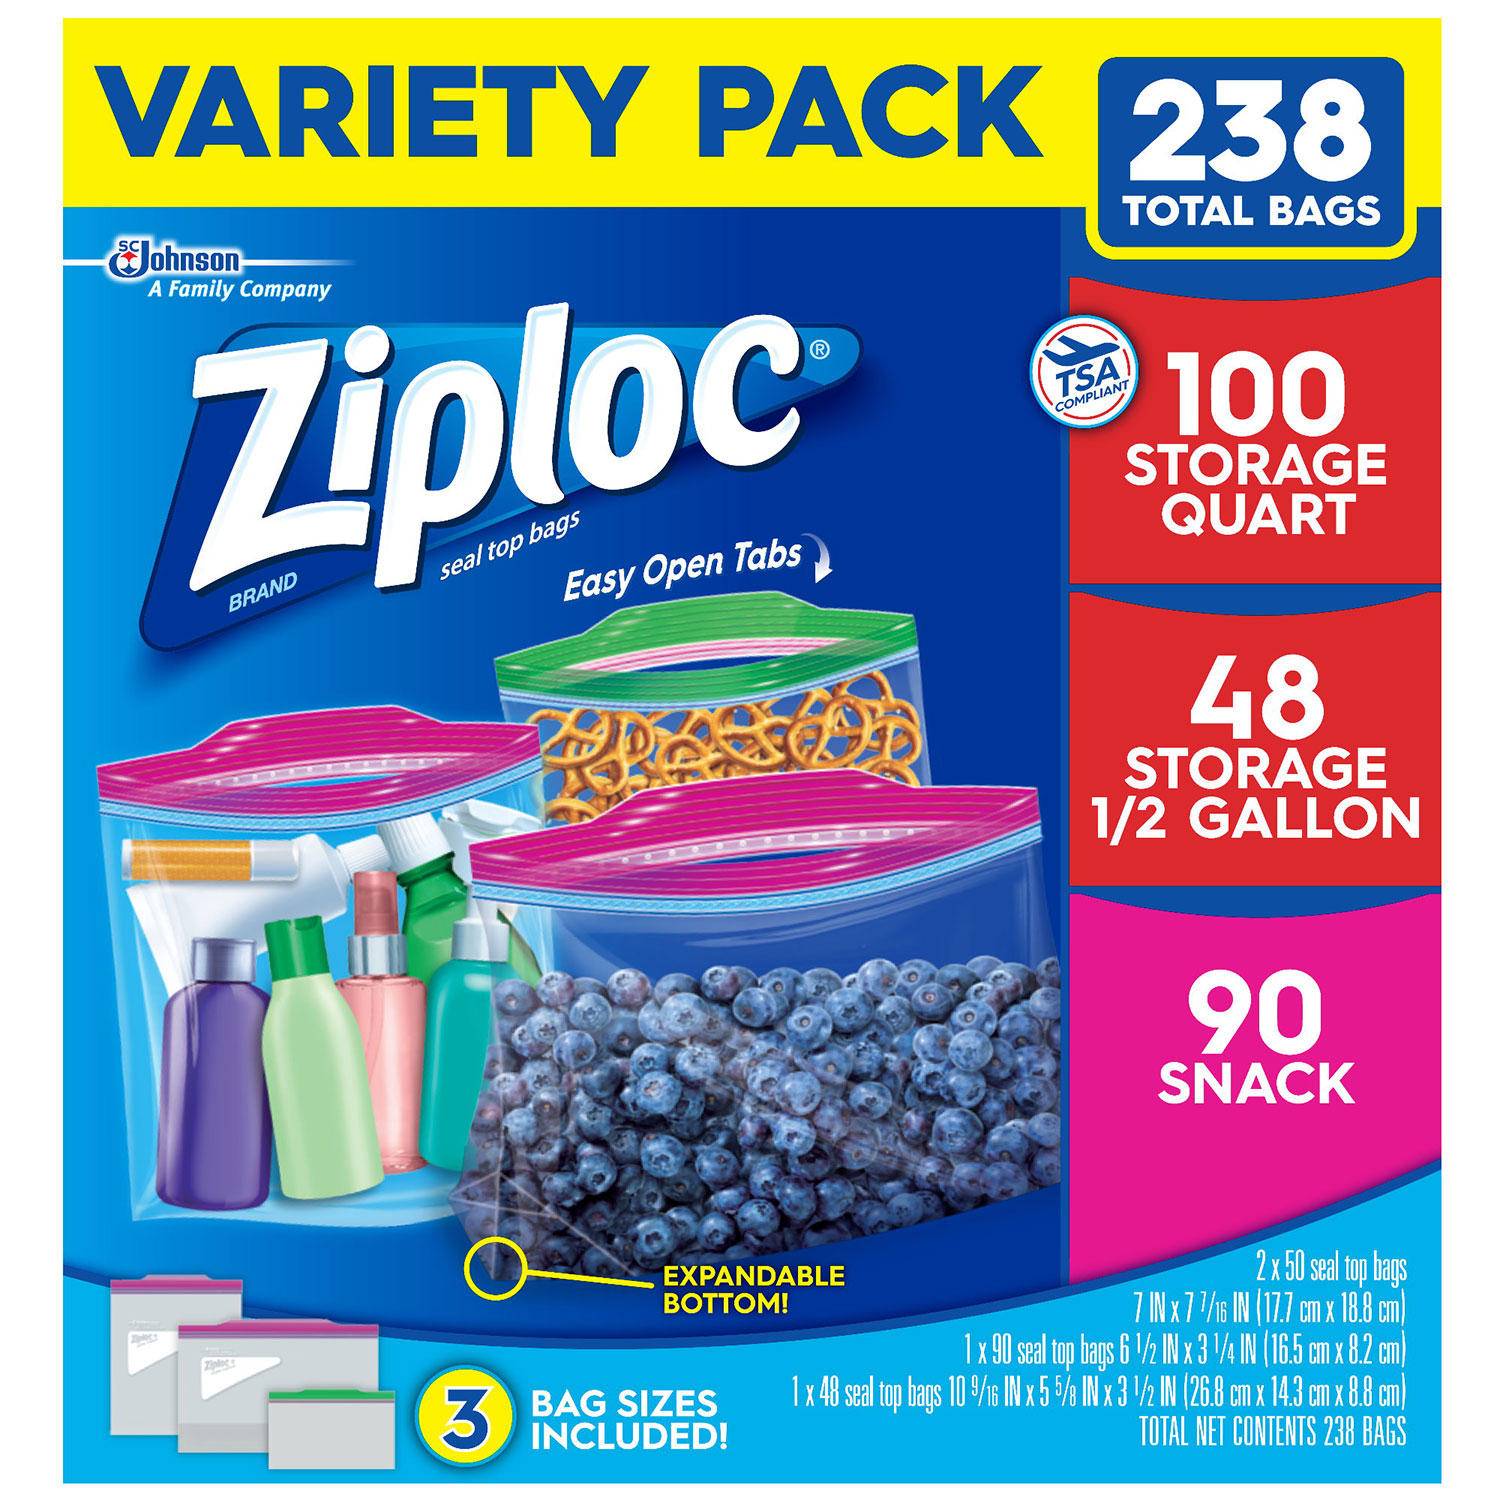 VARIETY PACK
238
TOTAL BAGS
SC Johnson
A Family Company
Ziploc®
BRAND
seal top bags
Easy Open Tabs
TSA
COMPLIANT
100
STORAGE
QUART
48
STORAGE
1/2 GALLON
90
SNACK
EXPANDABLE
BOTTOM!
2 x 50 seal top bags
7 IN x 7 7/16 IN (17.7 cm x 18.8 cm)
1 x 90 seal top bags 6 1/2 IN x 3 1/4 IN (16.5 cm x 8.2 cm)
1 x 48 seal top bags 10 9/16 IN x 5 5/8 IN x 3 1/2 IN (26.8 cm x 14.3 cm x 8.8 cm)
TOTAL NET CONTENTS 238 BAGS
Ziploc
Ziploc
3
BAG SIZES
INCLUDED!